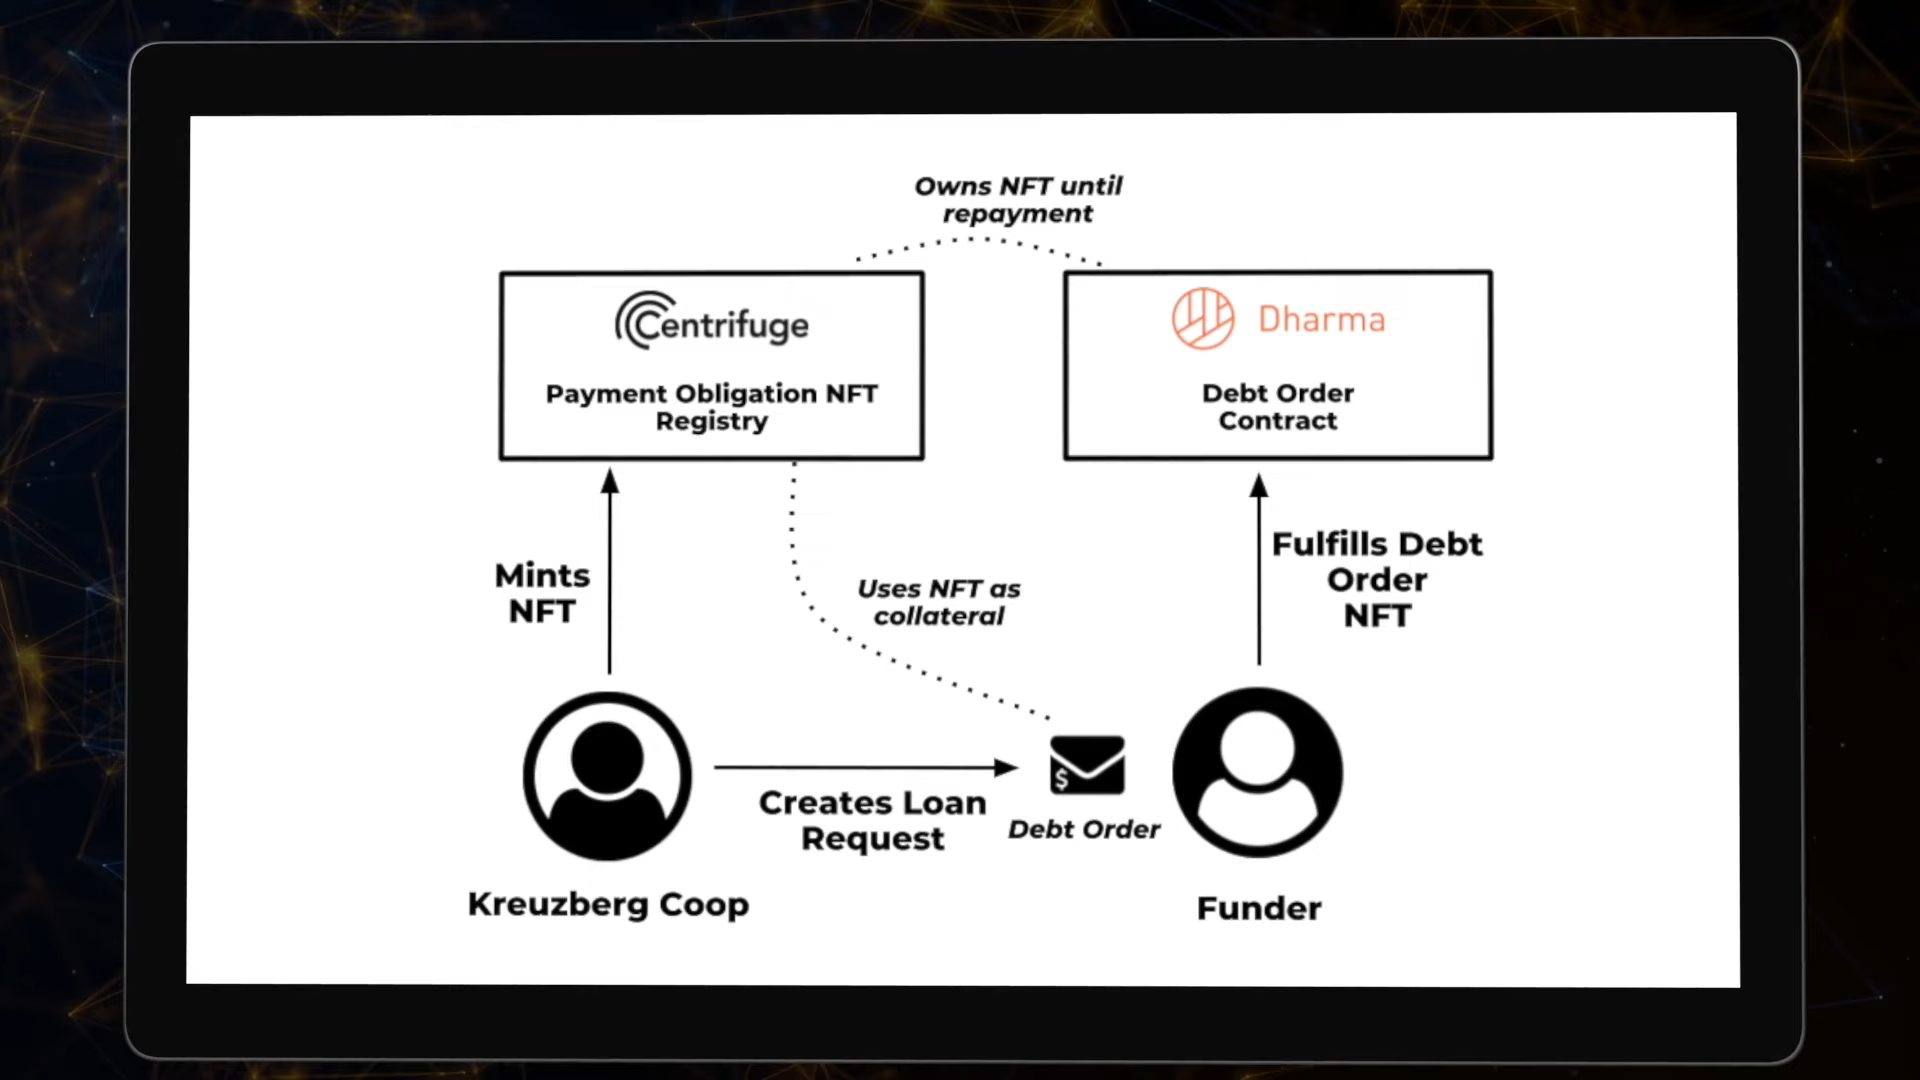 Owns NFT until
repayment
Centrifuge
Payment Obligation NFT
Registry
Dharma
Debt Order
Contract
Mints
NFT
Uses NFT as
collateral
Fulfills Debt
Order
NFT
$
Creates Loan
Request
Debt Order
Kreuzberg Coop
Funder